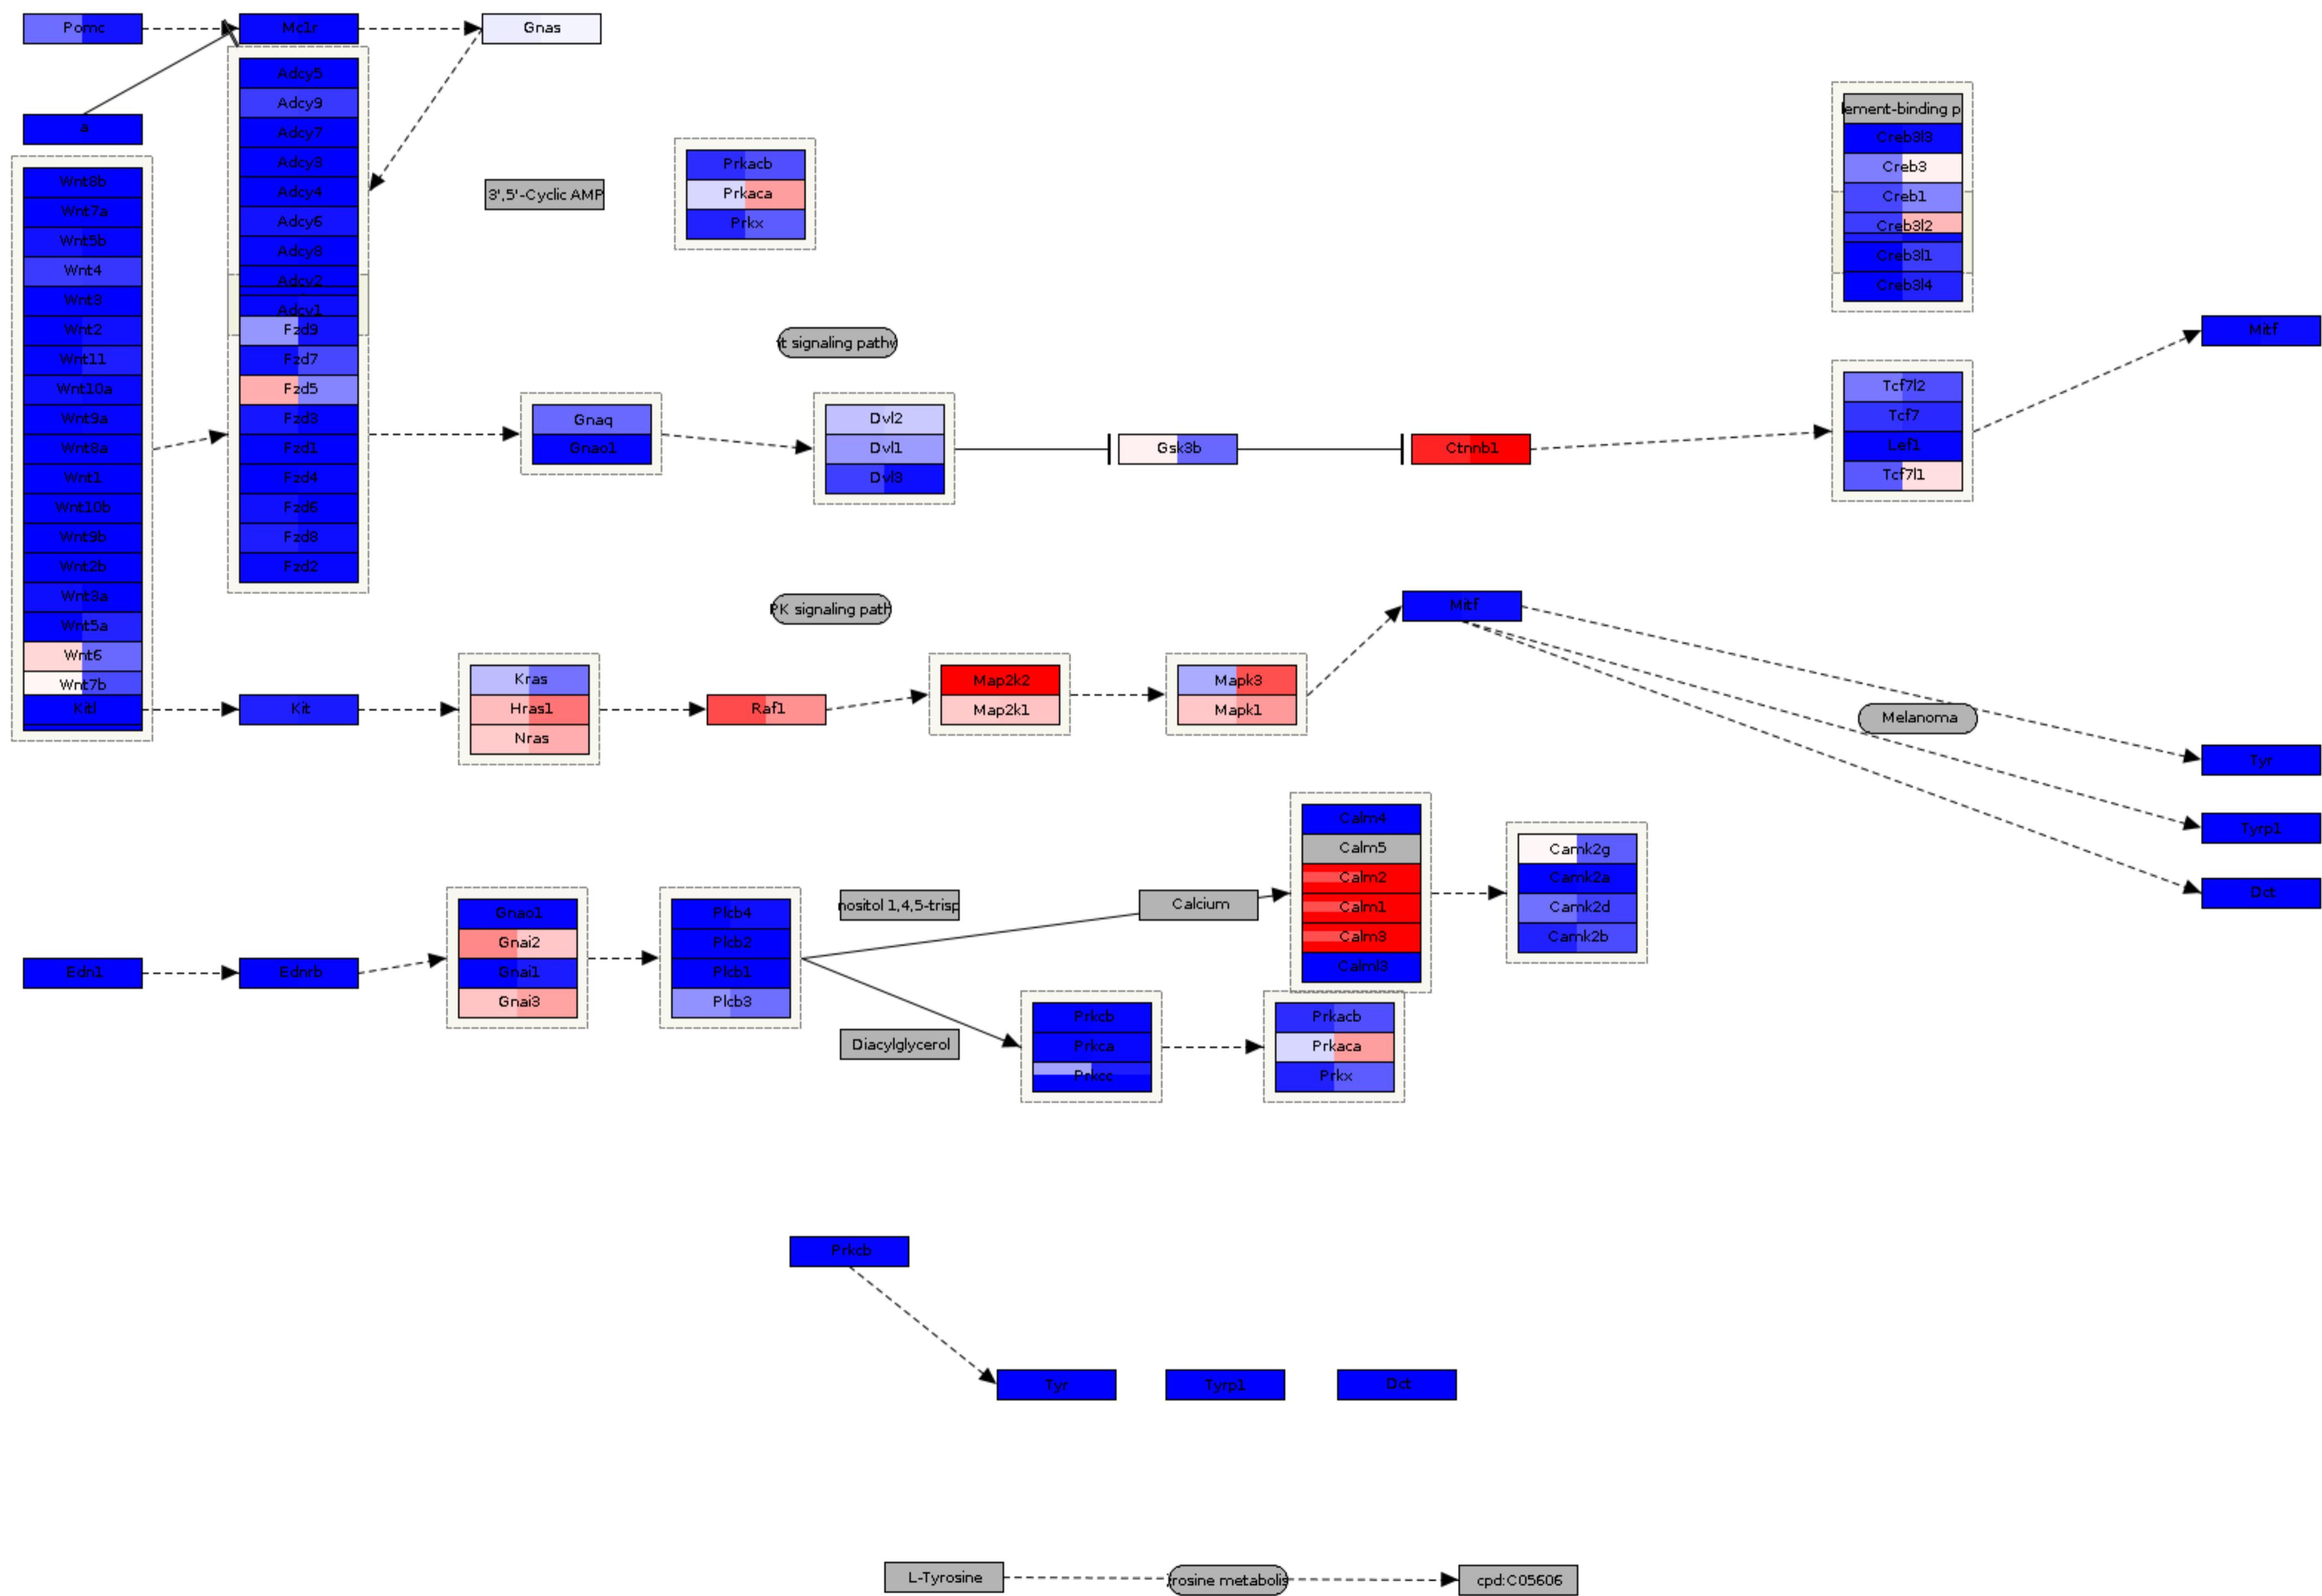 Pomc
Mc1r
Gnas
a
Adcy5
Adcy9
Adcy7
Adcy3
Adcy4
Adcy6
Adcy8
Adcy2
Adcy1
Wnt8b
Wnt7a
Wnt5b
Wnt4
Wnt3
Wnt2
Wnt11
Wnt10a
Wnt9a
Wnt8a
Wnt1
Wnt10b
Wnt9b
Wnt2b
Wnt3a
Wnt5a
Wnt6
Wnt7b
Fzd9
Fzd7
Fzd5
Fzd3
Fzd1
Fzd4
Fzd6
Fzd8
Fzd2
3',5'-Cyclic AMP
Prkacb
Prkaca
Prkx
lement-binding p
Creb3l3
Creb3
Creb1
Creb3l2
Creb3l1
Creb3l4
t signaling pathw
Mitf
Gnaq
Gnao1
Dvl2
Dvl1
Dvl3
Gsk3b
Ctnnb1
Tcf7l2
Tcf7
Lef1
Tcf7l1
PK signaling path
Mitf
Kitl
Kit
Kras
Hras1
Nras
Raf1
Map2k2
Map2k1
Mapk3
Mapk1
Melanoma
Tyr
Tyrp1
Dct
Edn1
Ednrb
Gnao1
Gnai2
Gnai1
Gnai3
Plcb4
Plcb2
Plcb1
Plcb3
nositol 1,4,5-trisp
Calcium
Diacylglycerol
Calm4
Calm5
Calm2
Calm1
Calm3
Calml3
Camk2g
Camk2a
Camk2d
Camk2b
Prkcb
Prkca
Prkcc
Prkacb
Prkaca
Prkx
Prkcb
Tyr
Tyrp1
Dct
L-Tyrosine
rosine metabolis
cpd:C05606